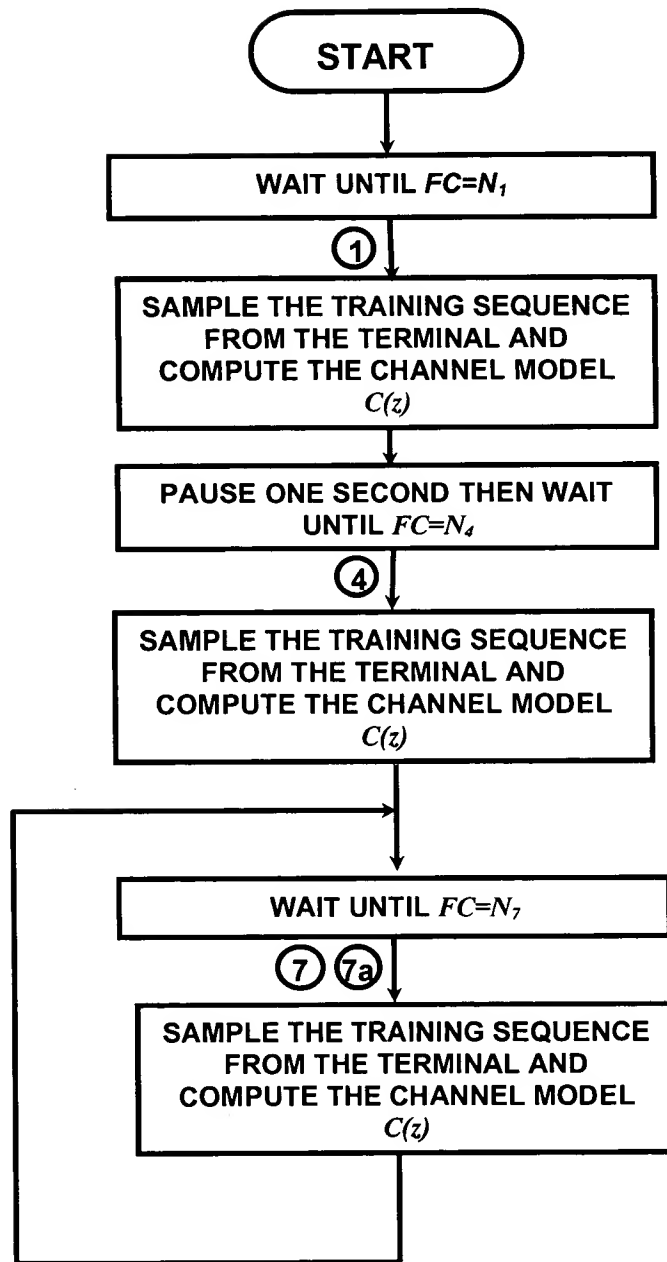 START
WAIT UNTIL FC=N₁
1
SAMPLE THE TRAINING SEQUENCE
FROM THE TERMINAL AND
COMPUTE THE CHANNEL MODEL
C(z)
PAUSE ONE SECOND THEN WAIT
UNTIL FC=N₄
4
SAMPLE THE TRAINING SEQUENCE
FROM THE TERMINAL AND
COMPUTE THE CHANNEL MODEL
C(z)
WAIT UNTIL FC=N₇
7 7a
SAMPLE THE TRAINING SEQUENCE
FROM THE TERMINAL AND
COMPUTE THE CHANNEL MODEL
C(z)